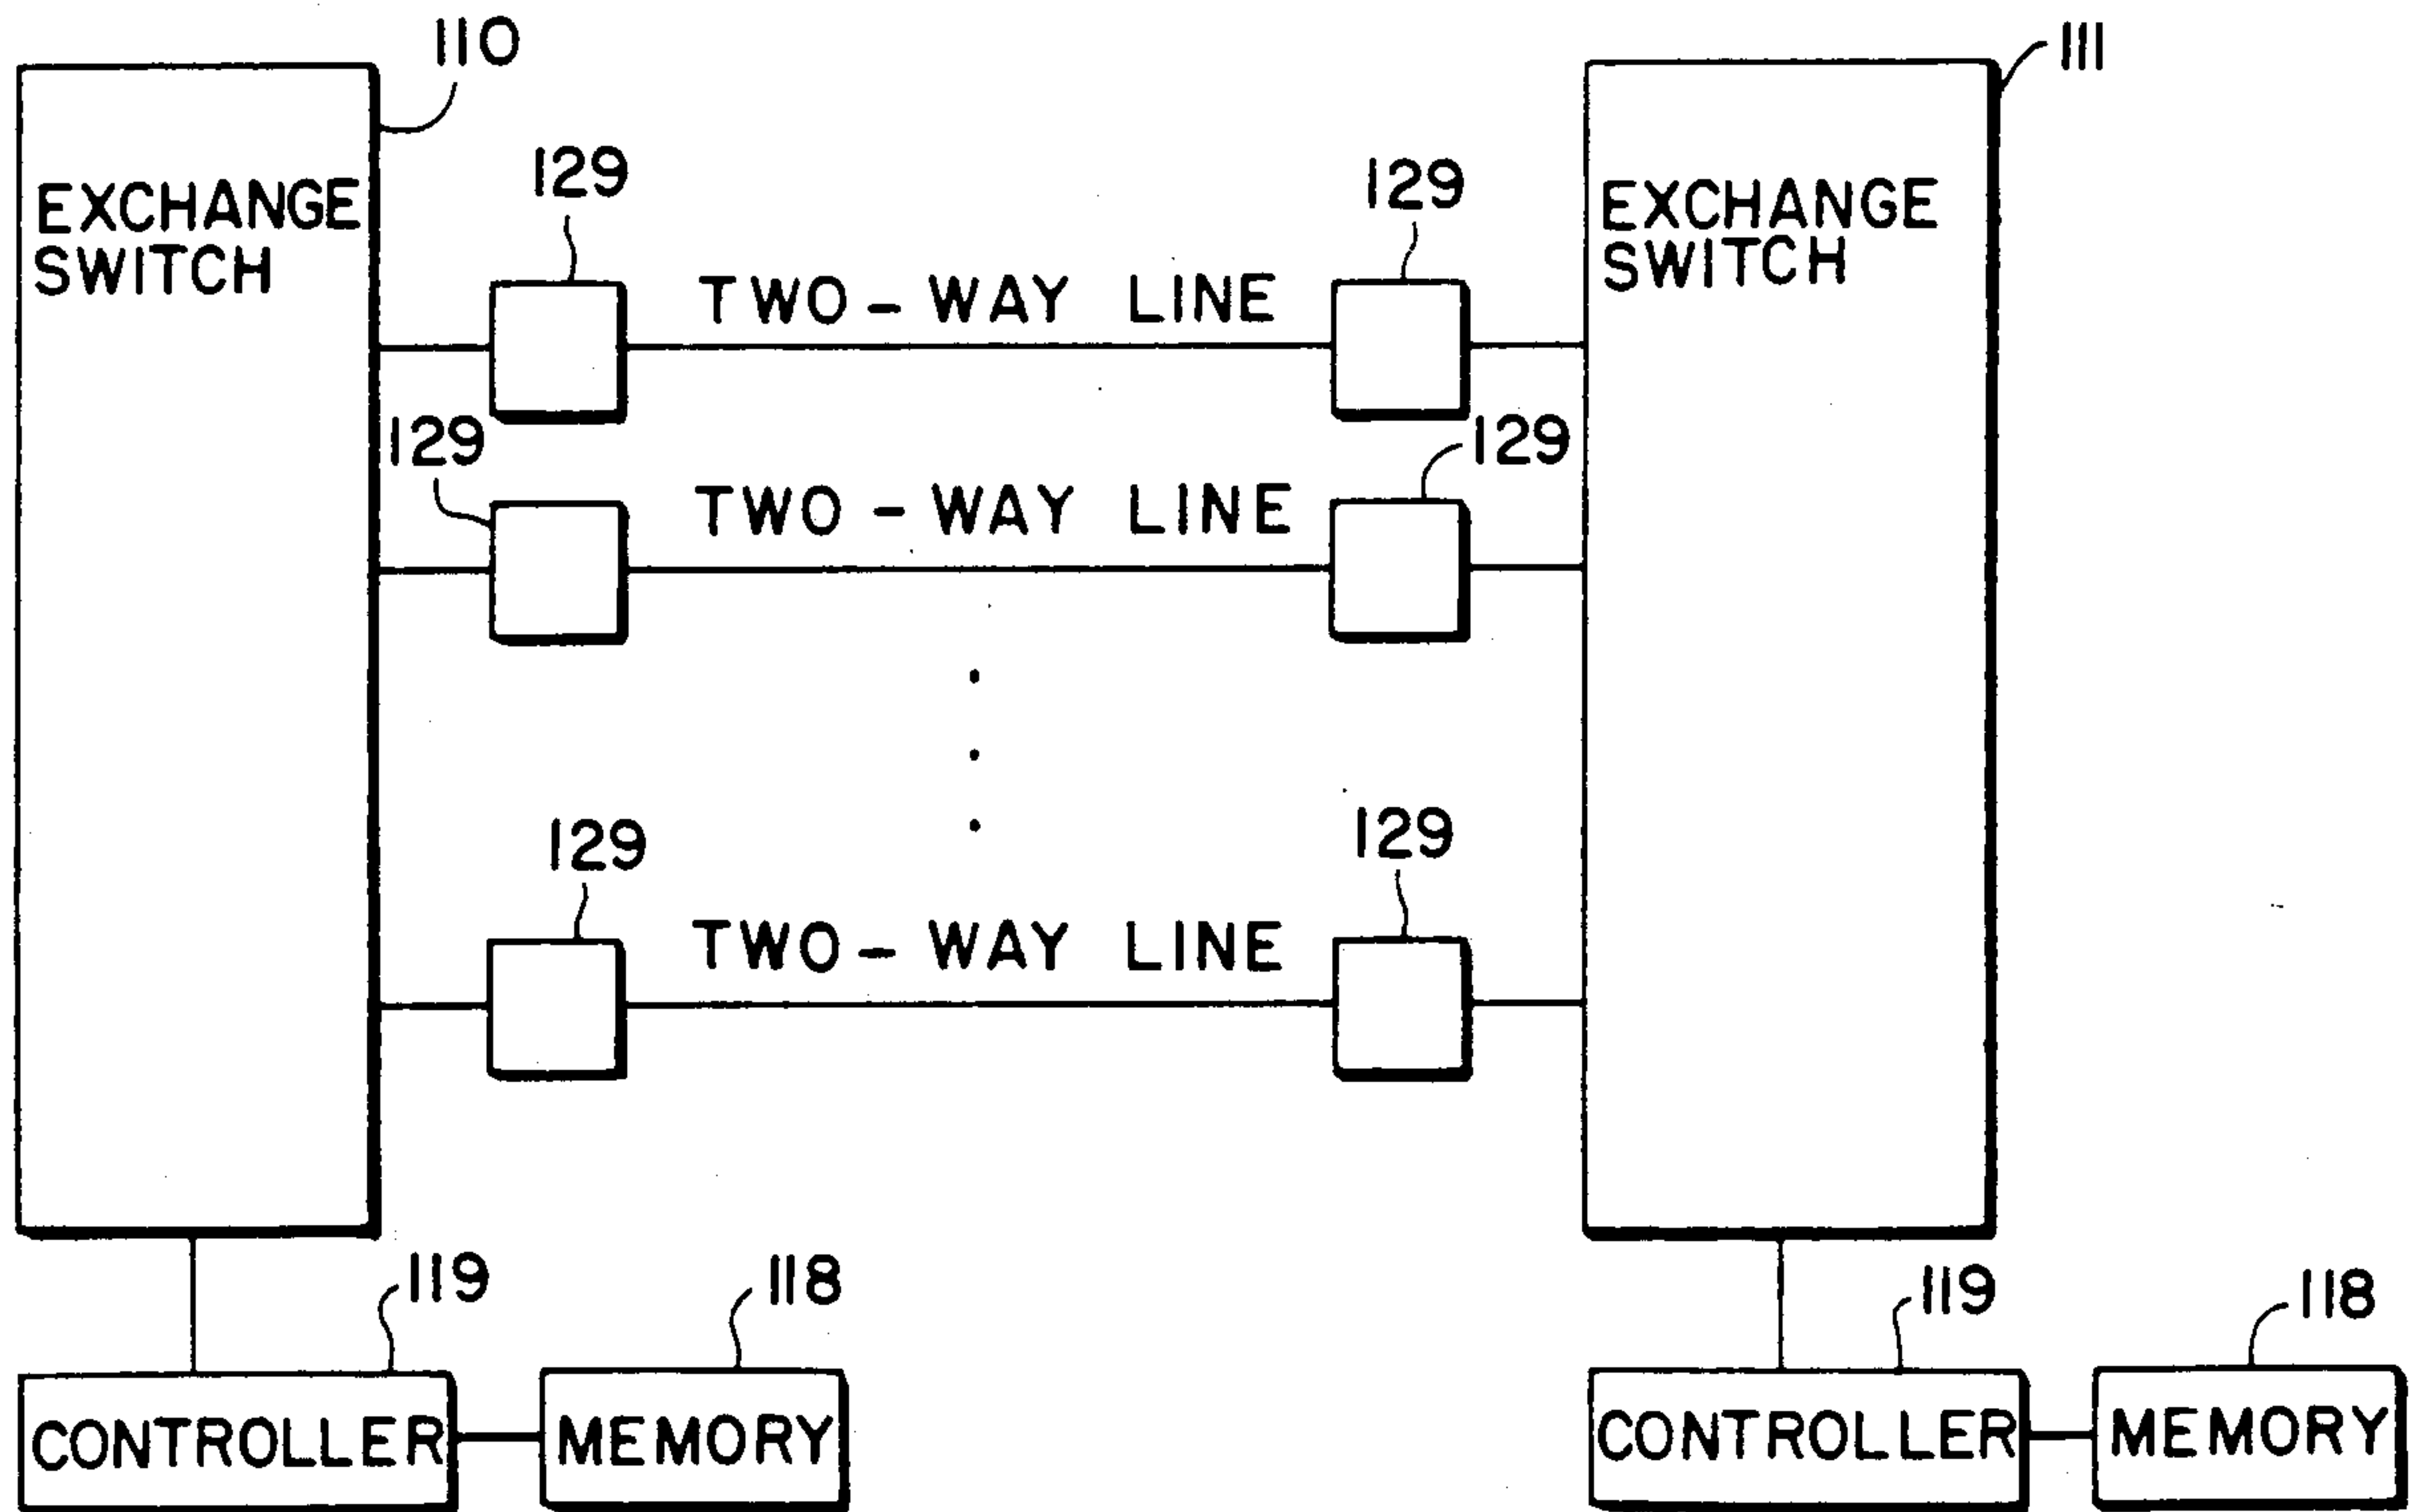 110
111
EXCHANGE
SWITCH
129
129
EXCHANGE
SWITCH
TWO-WAY LINE
129
129
TWO-WAY LINE
129
129
TWO-WAY LINE
119
118
119
118
CONTROLLER
MEMORY
CONTROLLER
MEMORY